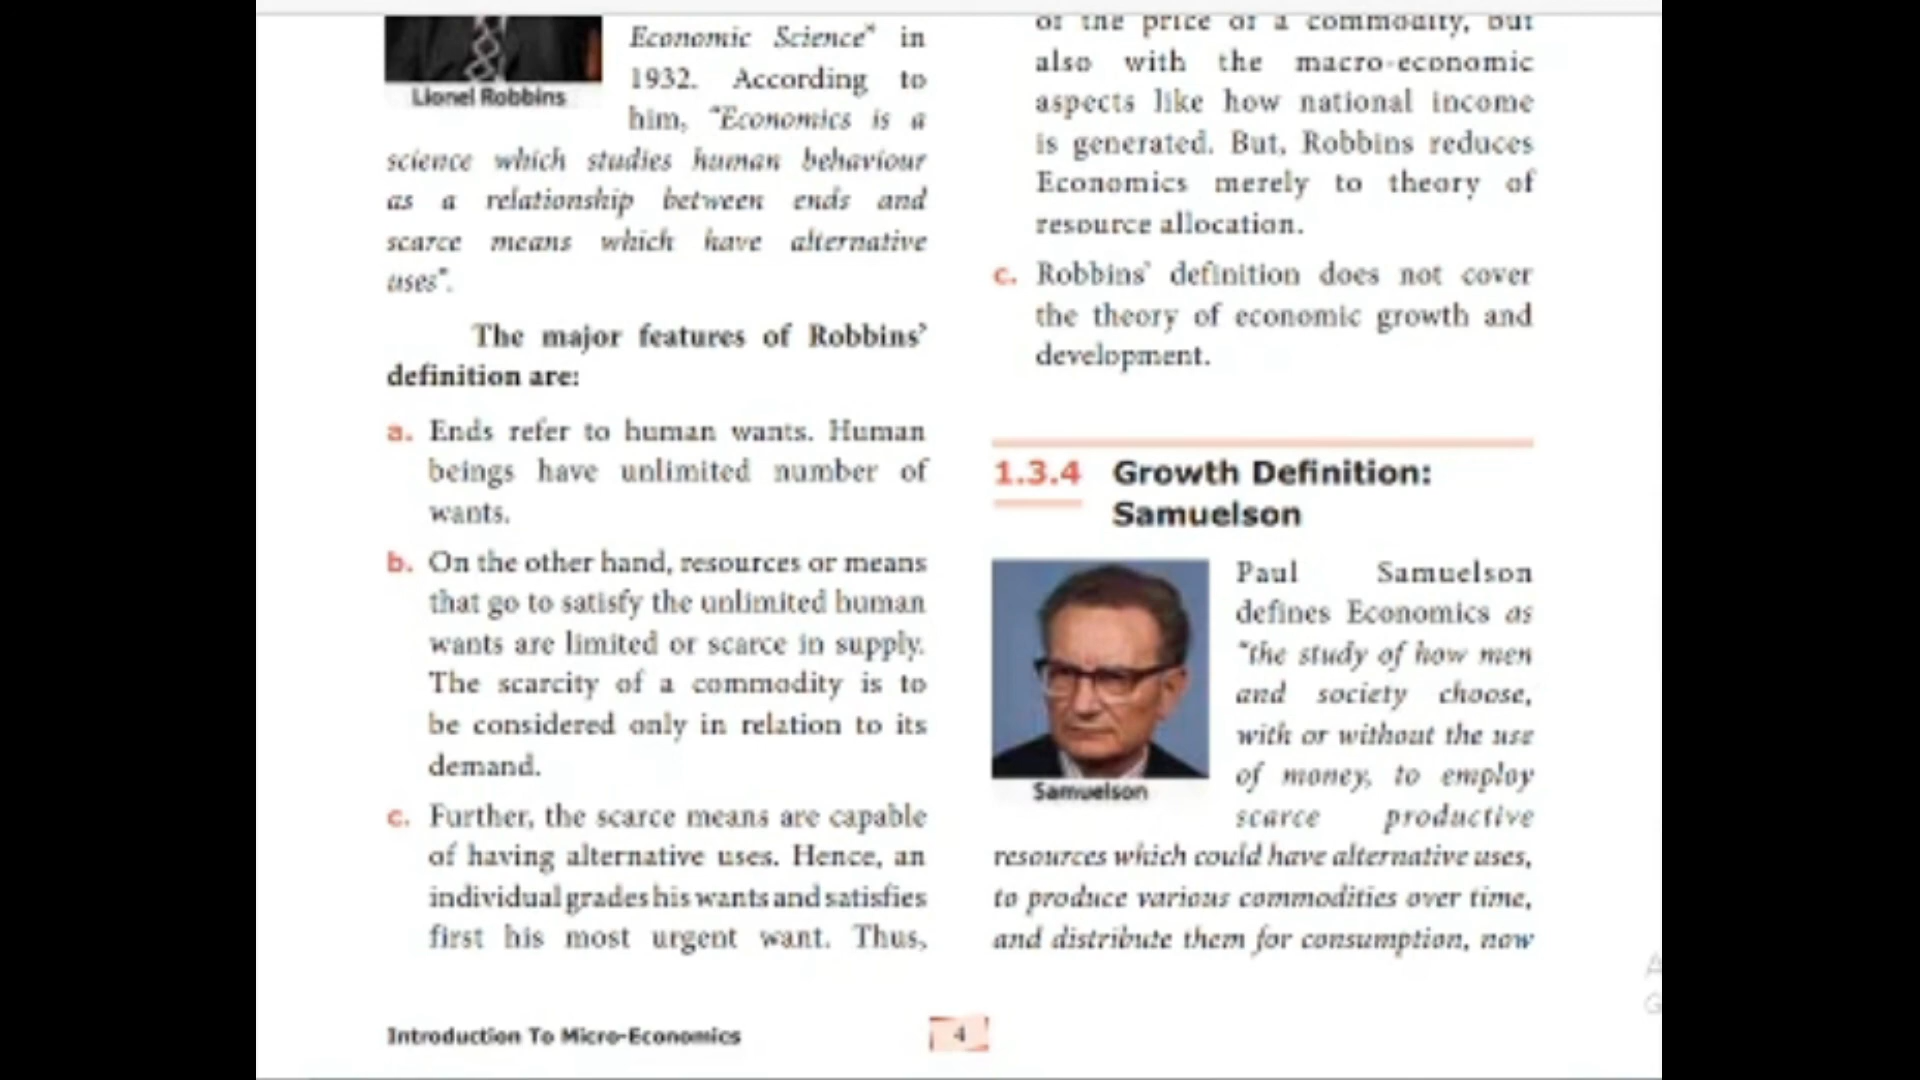 Lionel Robbins
Economic Science" in
1932. According to
him, "Economics is a
science which studies human behaviour
as a relationship between ends and
scarce means which have alternative
uses".
The major features of Robbins'
definition are:
a. Ends refer to human wants. Human
beings have unlimited number of
wants.
b. On the other hand, resources or means
that go to satisfy the unlimited human
wants are limited or scarce in supply.
The scarcity of a commodity is to
be considered only in relation to its
demand.
c. Further, the scarce means are capable
of having alternative uses. Hence, an
individual grades his wants and satisfies
first his most urgent want. Thus,
of the price of a commodity, but
also with the macro-economic
aspects like how national income
is generated. But, Robbins reduces
Economics merely to theory of
resource allocation.
c. Robbins' definition does not cover
the theory of economic growth and
development.
1.3.4 Growth Definition:
Samuelson
Samuelson
Paul Samuelson
defines Economics as
"the study of how men
and society choose,
with or without the use
of money, to employ
scarce productive
resources which could have alternative uses,
to produce various commodities over time,
and distribute them for consumption, now
Introduction To Micro-Economics
4